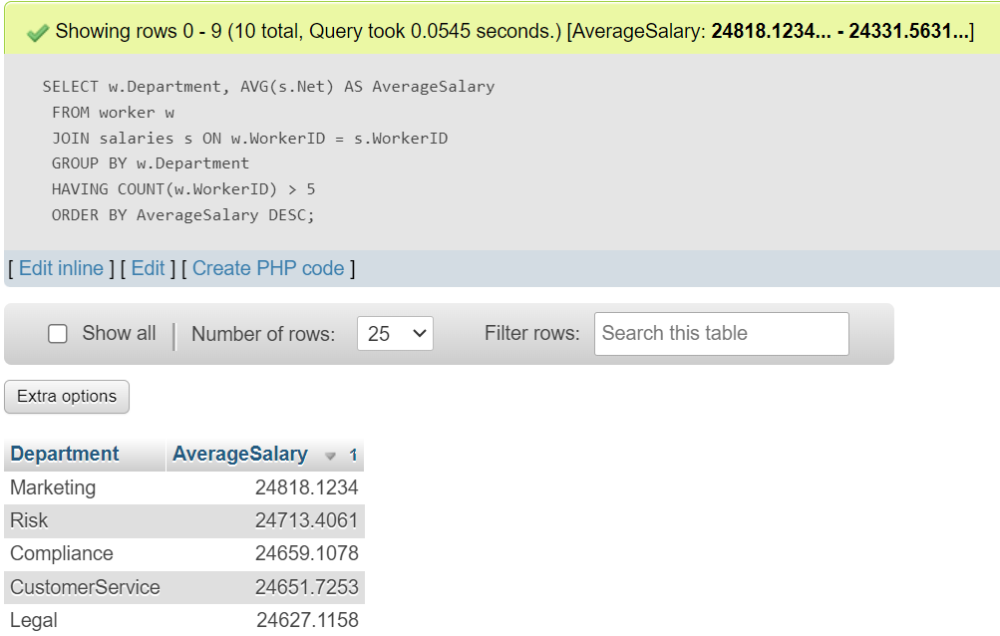 Showing rows 0 - 9 (10 total, Query took 0.0545 seconds.) [AverageSalary: 24818.1234... - 24331.5631...]
SELECT w.Department, AVG(s.Net) AS AverageSalary
FROM worker w
JOIN salaries s ON w.WorkerID = s.WorkerID
GROUP BY w.Department
HAVING COUNT(w.WorkerID) > 5
ORDER BY AverageSalary DESC;
[ Edit inline ] [ Edit ] [ Create PHP code ]
Show all | Number of rows: 25 Filter rows: Search this table
Extra options
Department AverageSalary 1
Marketing 24818.1234
Risk 24713.4061
Compliance 24659.1078
CustomerService 24651.7253
Legal 24627.1158